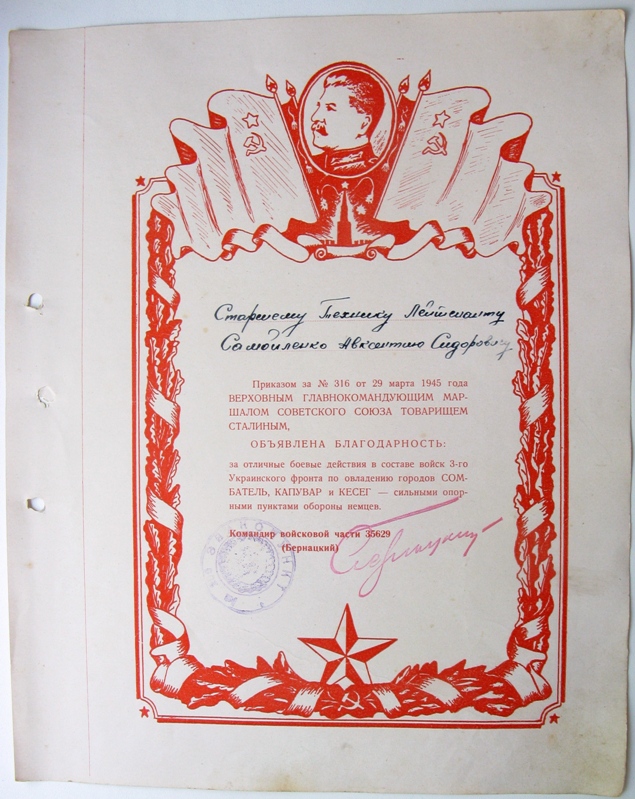 Старшему Технику Лейтенанту
Самойленко Авксентию Сидоровичу
Приказом за № 316 от 29 марта 1945 года
ВЕРХОВНЫМ ГЛАВНОКОМАНДУЮЩИМ МАР-
ШАЛОМ СОВЕТСКОГО СОЮЗА ТОВАРИЩЕМ
СТАЛИНЫМ,
ОБЪЯВЛЕНА БЛАГОДАРНОСТЬ:
за отличные боевые действия в составе войск 3-го
Украинского фронта по овладению городов СОМ-
БАТЕЛЬ, КАПУВАР и КЕСЕГ — сильными опор-
ными пунктами обороны немцев.
Командир войсковой части 35629
(Бернацкий)